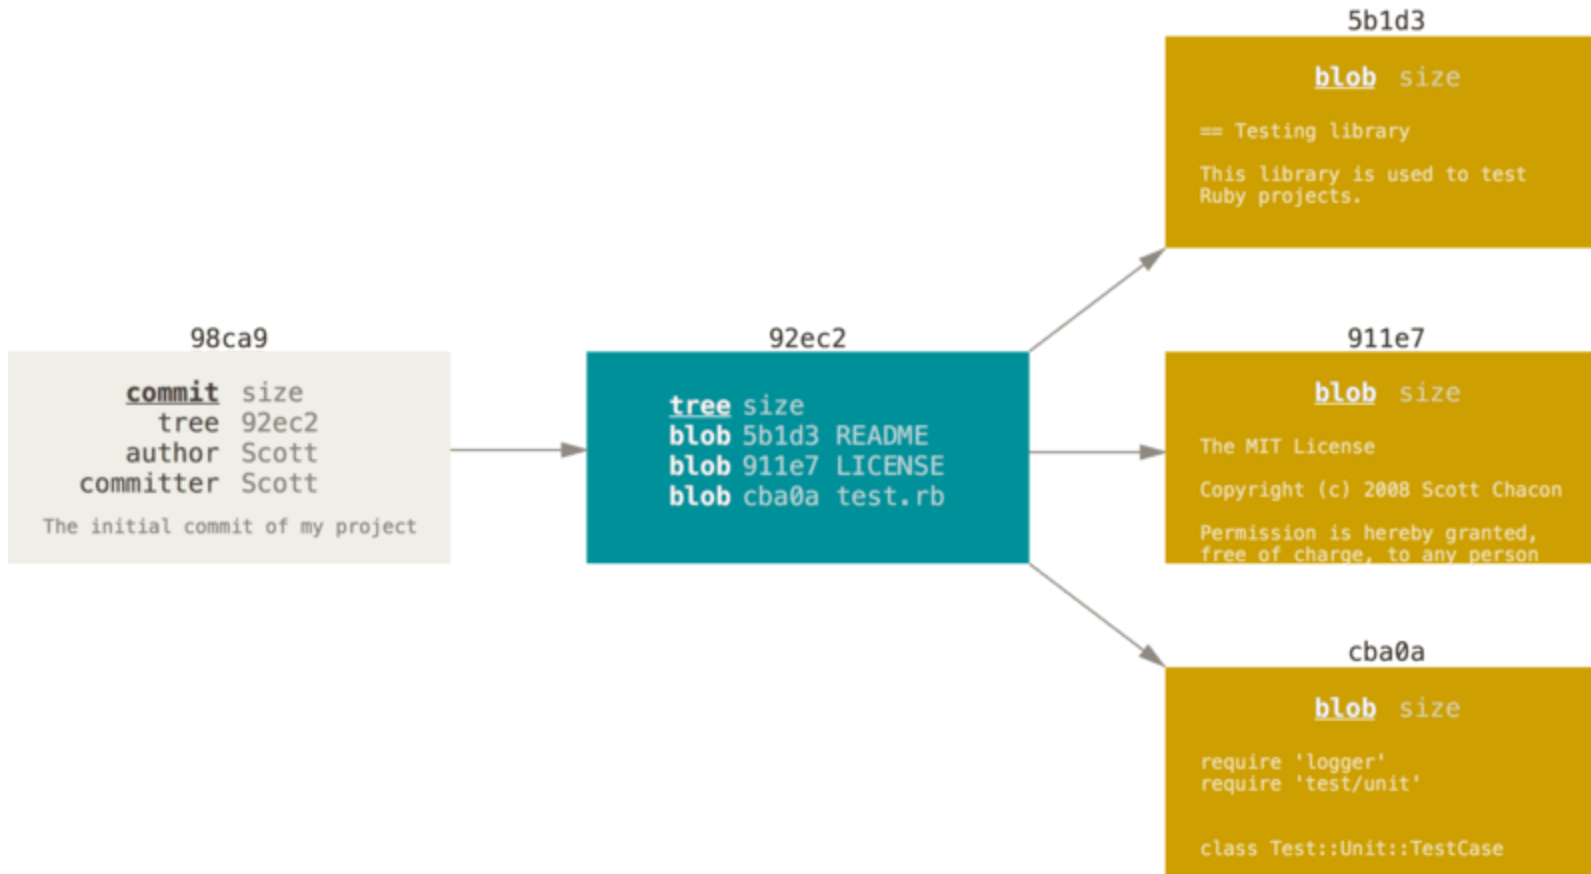 98ca9
commit size
tree 92ec2
author Scott
committer Scott
The initial commit of my project
92ec2
tree size
blob 5b1d3 README
blob 911e7 LICENSE
blob cba0a test.rb
5b1d3
blob size
== Testing library
This library is used to test
Ruby projects.
911e7
blob size
The MIT License
Copyright (c) 2008 Scott Chacon
Permission is hereby granted,
free of charge, to any person
cba0a
blob size
require 'logger'
require 'test/unit'
class Test::Unit::TestCase